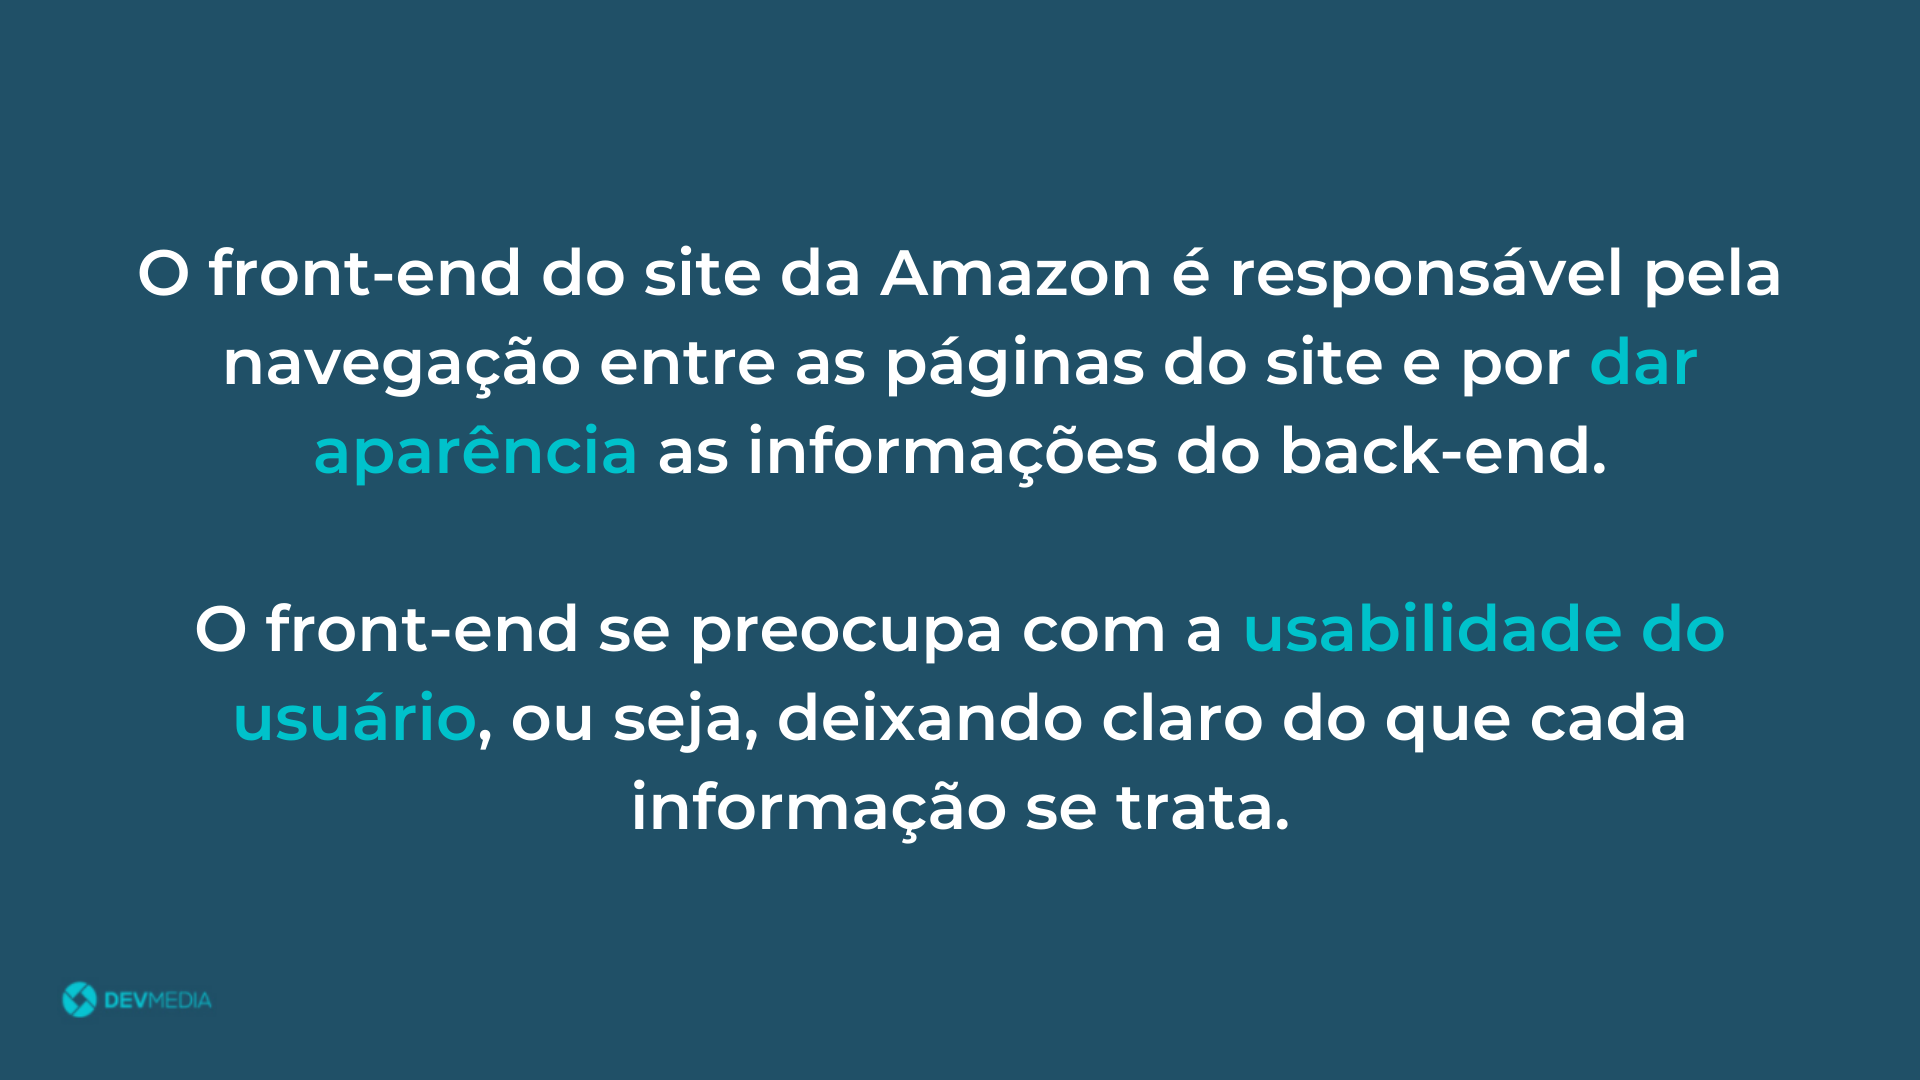 O front-end do site da Amazon é responsável pela
navegação entre as páginas do site e por dar
aparência as informações do back-end.
O front-end se preocupa com a usabilidade do
usuário, ou seja, deixando claro do que cada
informação se trata.
DEVMEDIA